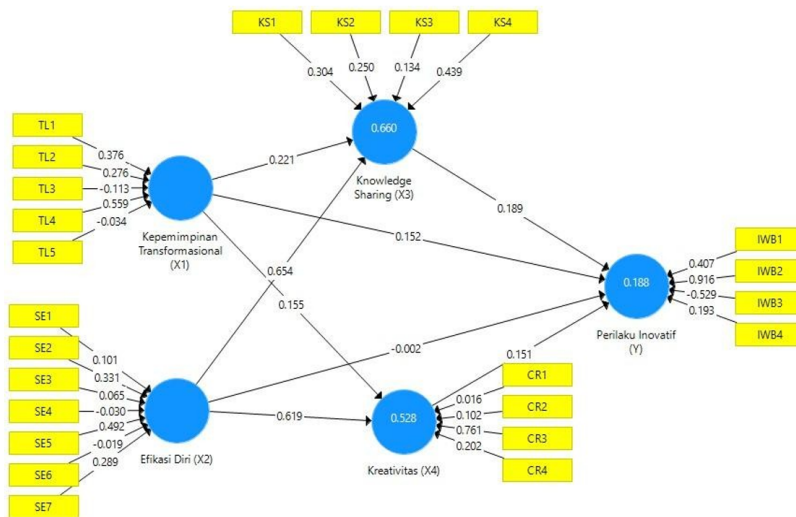 KS1
KS2
KS3
KS4
0.304
0.250
0.134
0.439
0.660
Knowledge
Sharing (X3)
TL1
TL2
TL3
TL4
TL5
0.376
0.276
-0.113
0.559
-0.034
Kepemimpinan
Transformasional
(X1)
0.221
0.152
0.189
0.654
0.155
IWB1
IWB2
IWB3
IWB4
0.407
0.916
-0.529
0.193
0.188
Perilaku Inovatif
(Y)
SE1
SE2
SE3
SE4
SE5
SE6
SE7
0.101
0.331
0.065
-0.030
0.492
-0.019
0.289
Efikasi Diri (X2)
-0.002
0.619
0.151
0.528
Kreativitas (X4)
CR1
CR2
CR3
CR4
0.016
0.102
0.761
0.202